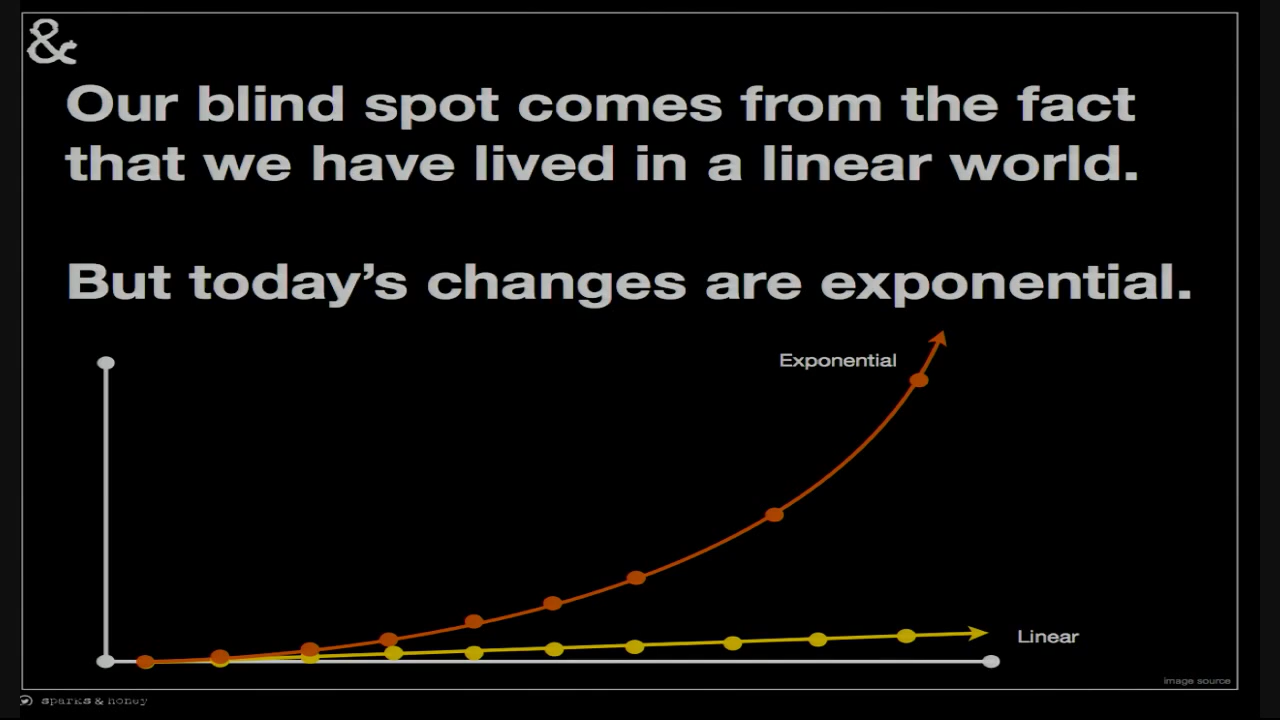 &
Our blind spot comes from the fact
that we have lived in a linear world.
But today’s changes are exponential.
Exponential
Linear
image source
sparks & honey